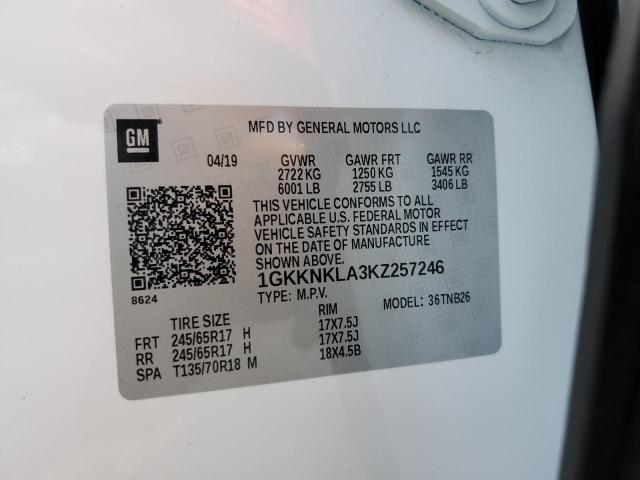 GM
MFD BY GENERAL MOTORS LLC
04/19 GVWR GAWR FRT GAWR RR
2722 KG 1250 KG 1545 KG
6001 LB 2755 LB 3406 LB
THIS VEHICLE CONFORMS TO ALL
APPLICABLE U.S. FEDERAL MOTOR
VEHICLE SAFETY STANDARDS IN EFFECT
ON THE DATE OF MANUFACTURE
SHOWN ABOVE.
1GKKNKLA3KZ257246
8624
TYPE: M.P.V. MODEL: 36TNB26
TIRE SIZE RIM
FRT 245/65R17 H 17X7.5J
RR 245/65R17 H 17X7.5J
SPA T135/70R18 M 18X4.5B